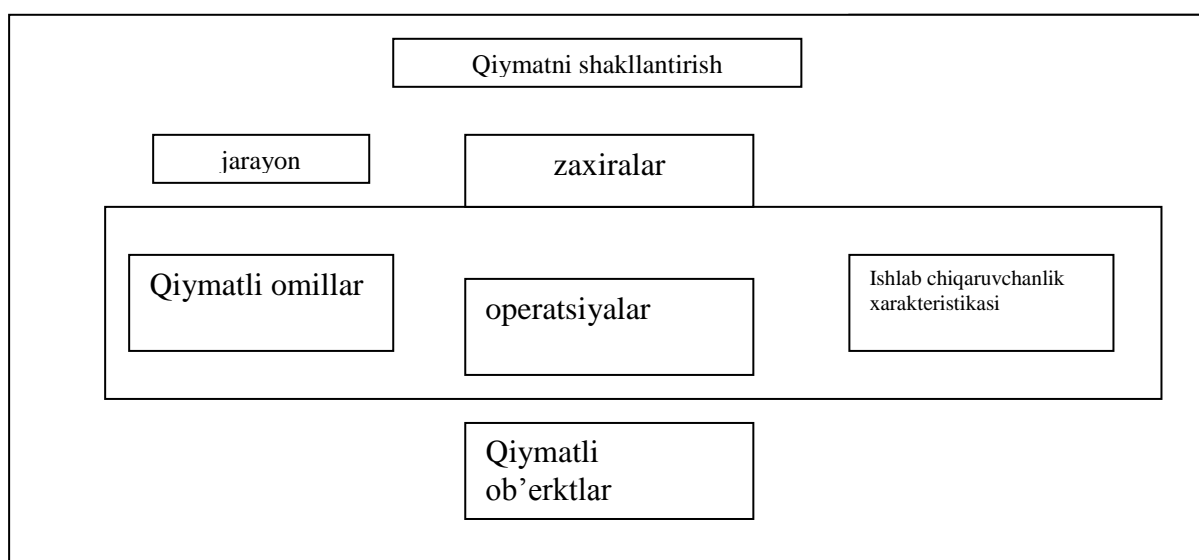 Qiymatni shakllantirish
jarayon
zaxiralar
Qiymatli omillar
operatsiyalar
Ishlab chiqaruvchanlik
xarakteristikasi
Qiymatli
ob’erktlar